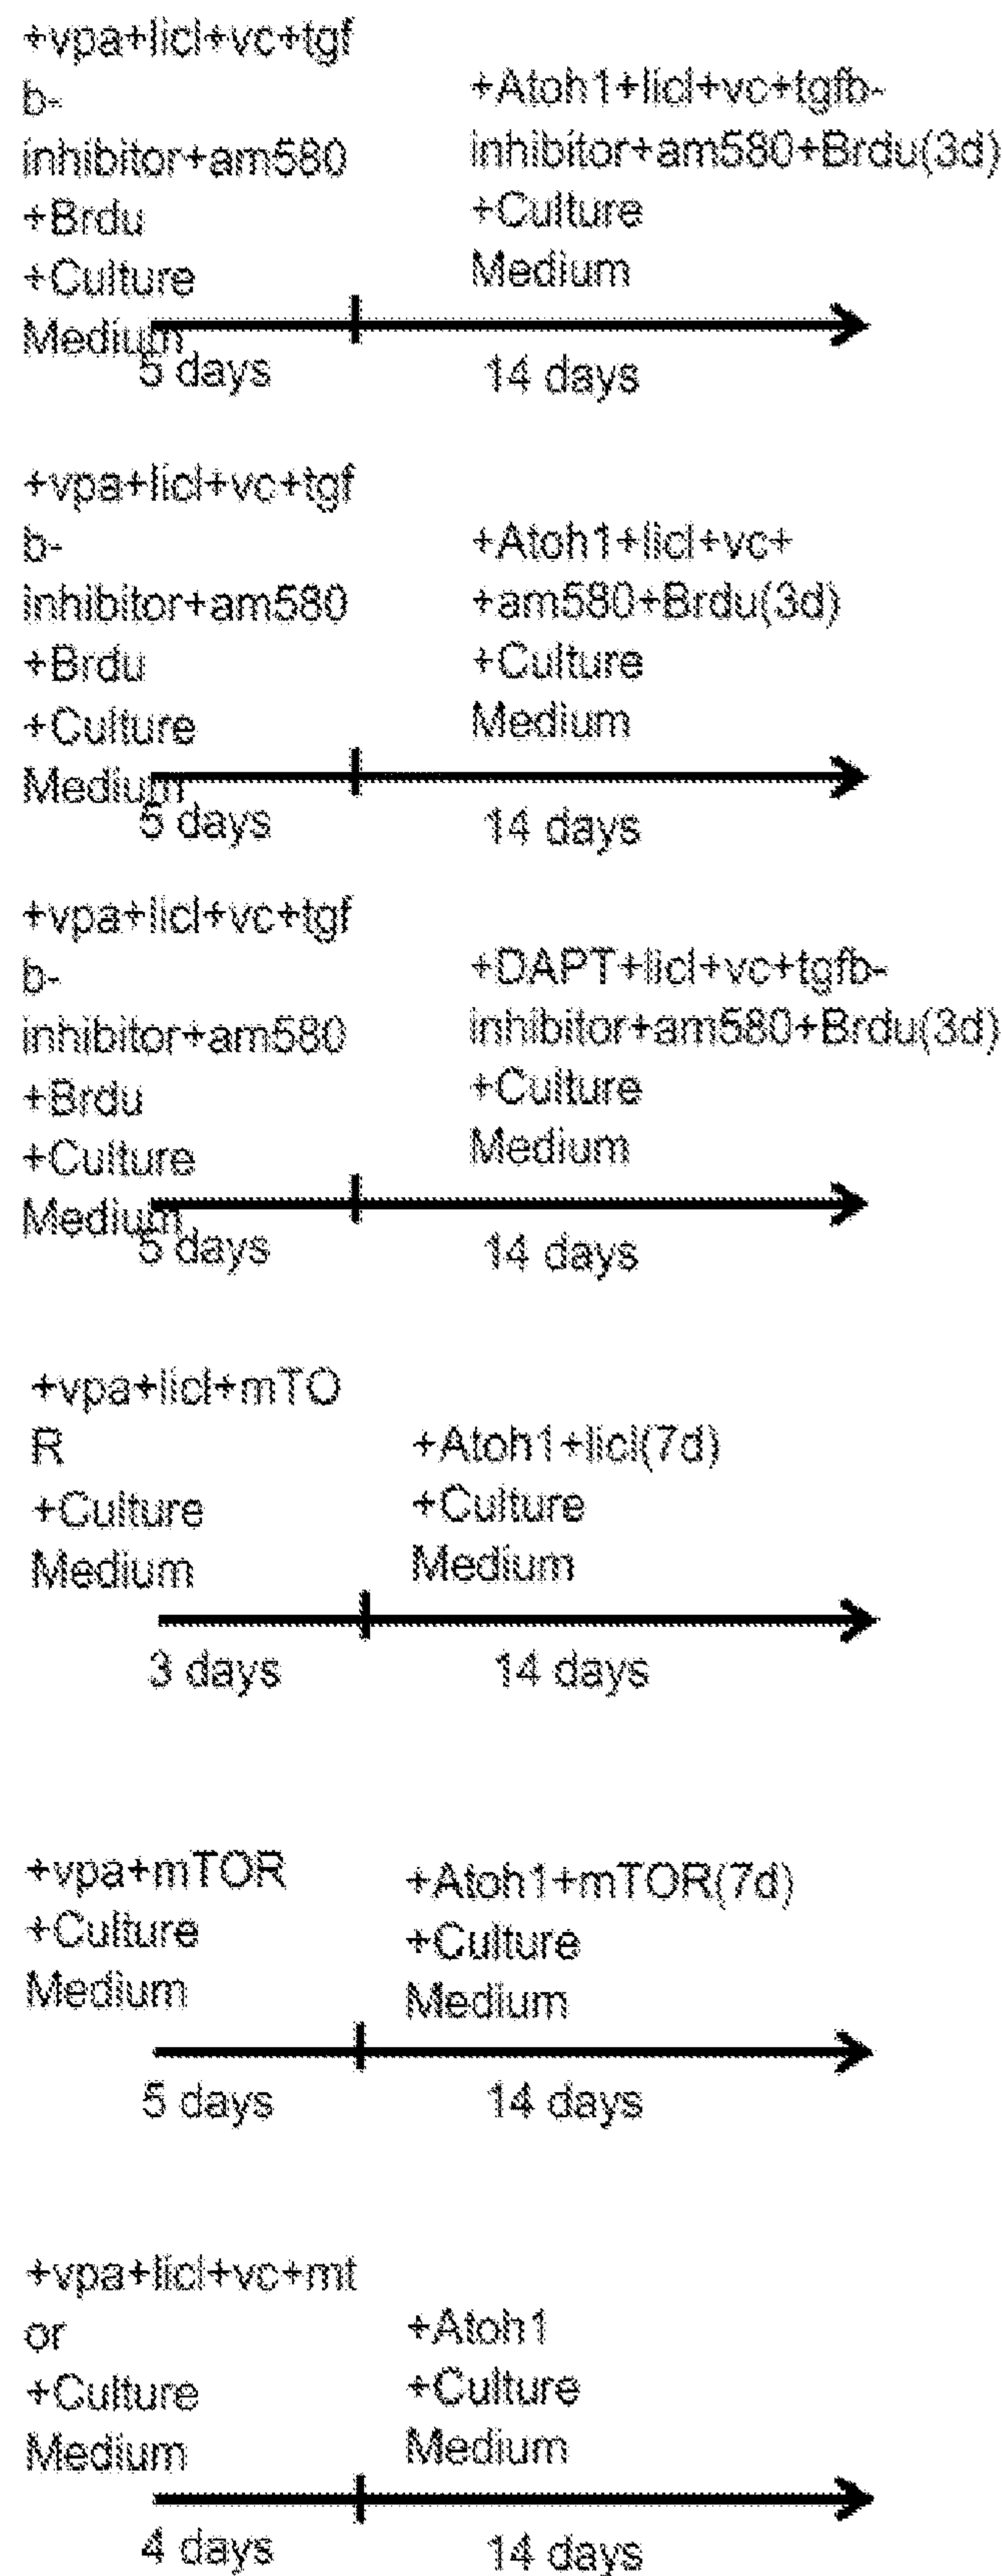 +vpa+licl+vc+tgf
b-
inhibitor+am580
+Brdu
+Culture
Medium
+Atoh1+licl+vc+tgfb-
inhibitor+am580+Brdu(3d)
+Culture
Medium
5 days
14 days
+vpa+licl+vc+tgf
b-
inhibitor+am580
+Brdu
+Culture
Medium
+Atoh1+licl+vc+
+am580+Brdu(3d)
+Culture
Medium
5 days
14 days
+vpa+licl+vc+tgf
b-
inhibitor+am580
+Brdu
+Culture
Medium
+DAPT+licl+vc+tgfb-
inhibitor+am580+Brdu(3d)
+Culture
Medium
5 days
14 days
+vpa+licl+mTO
R
+Culture
Medium
+Atoh1+licl(7d)
+Culture
Medium
3 days
14 days
+vpa+mTOR
+Culture
Medium
+Atoh1+mTOR(7d)
+Culture
Medium
5 days
14 days
+vpa+licl+vc+mt
or
+Culture
Medium
+Atoh1
+Culture
Medium
4 days
14 days